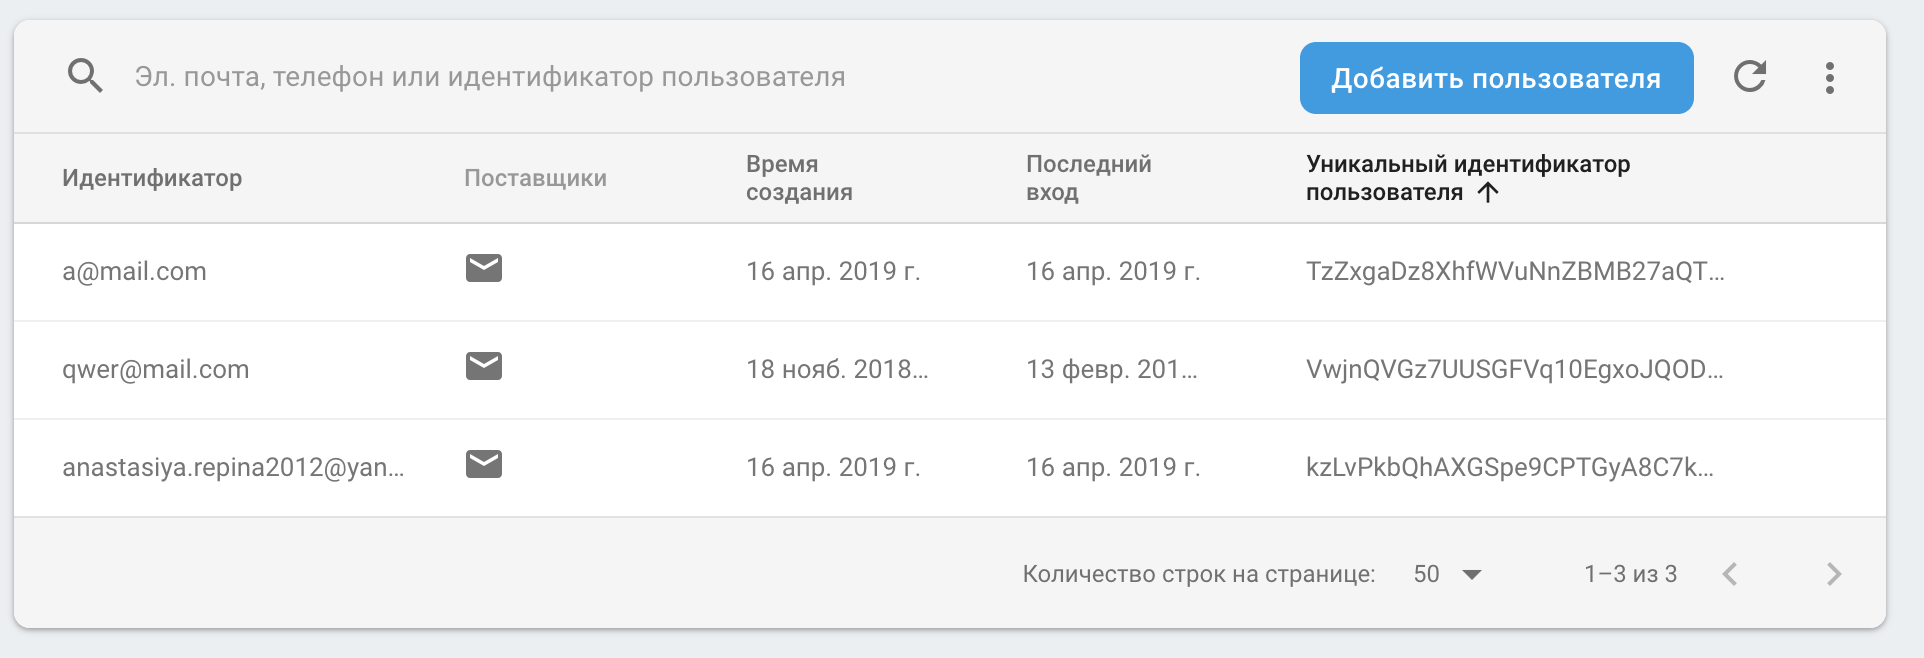 Эл. почта, телефон или идентификатор пользователя
Добавить пользователя
Идентификатор
Поставщики
Время
создания
Последний
вход
Уникальный идентификатор
пользователя
a@mail.com
16 апр. 2019 г.
16 апр. 2019 г.
TzZxgaDz8XhfWVuNnZBMB27aQT...
qwer@mail.com
18 нояб. 2018...
13 февр. 201...
VwjnQVGz7UUSGFVq10EgxoJQOD...
anastasiya.repina2012@yan...
16 апр. 2019 г.
16 апр. 2019 г.
kzLvPkbQhAXGSpe9CPTGyA8C7k...
Количество строк на странице:
50
1–3 из 3